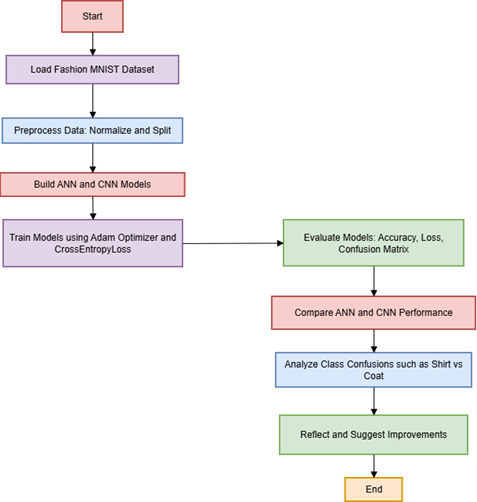 Start
Load Fashion MNIST Dataset
Preprocess Data: Normalize and Split
Build ANN and CNN Models
Train Models using Adam Optimizer and
CrossEntropyLoss
Evaluate Models: Accuracy, Loss,
Confusion Matrix
Compare ANN and CNN Performance
Analyze Class Confusions such as Shirt vs
Coat
Reflect and Suggest Improvements
End